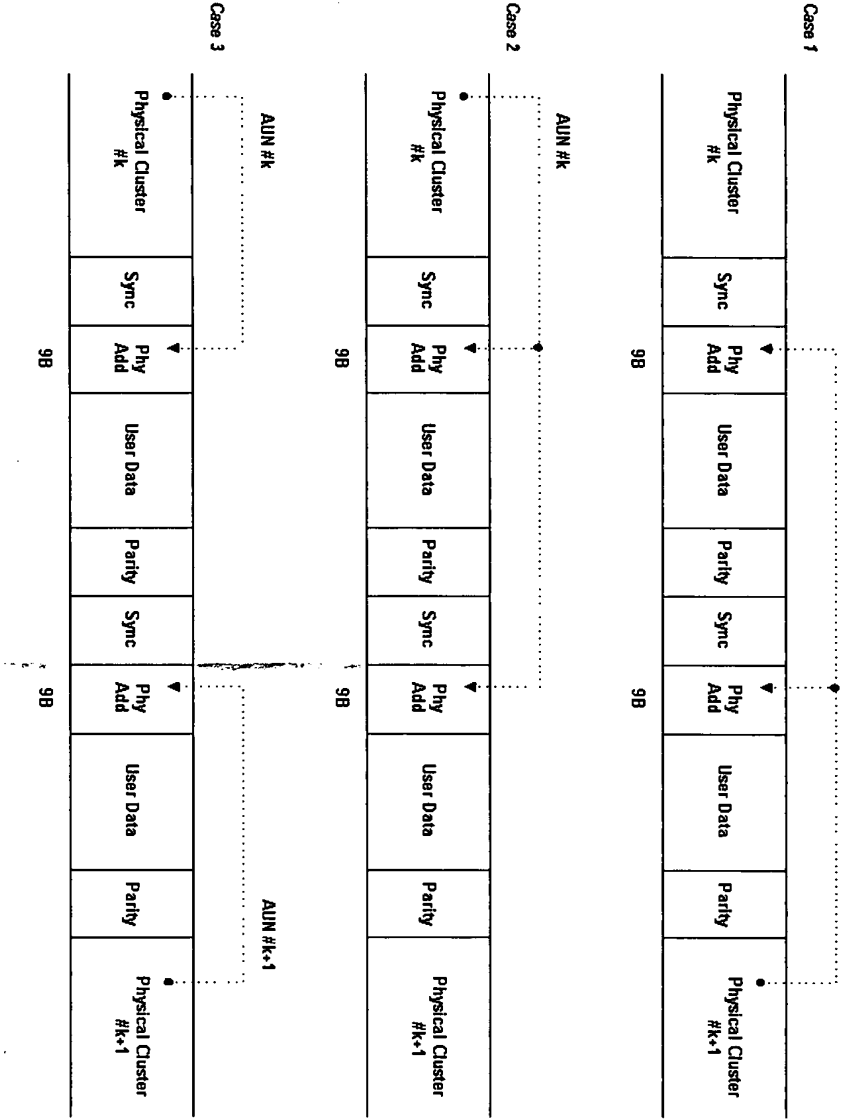 Case 1
Physical Cluster
#k
Sync
Phy
Add
User Data
Parity
Sync
Phy
Add
User Data
Parity
Physical Cluster
#k+1
9B
9B
Case 2
AUN #k
Physical Cluster
#k
Sync
Phy
Add
User Data
Parity
Sync
Phy
Add
User Data
Parity
Physical Cluster
#k+1
9B
9B
Case 3
AUN #k
AUN #k+1
Physical Cluster
#k
Sync
Phy
Add
User Data
Parity
Sync
Phy
Add
User Data
Parity
Physical Cluster
#k+1
9B
9B